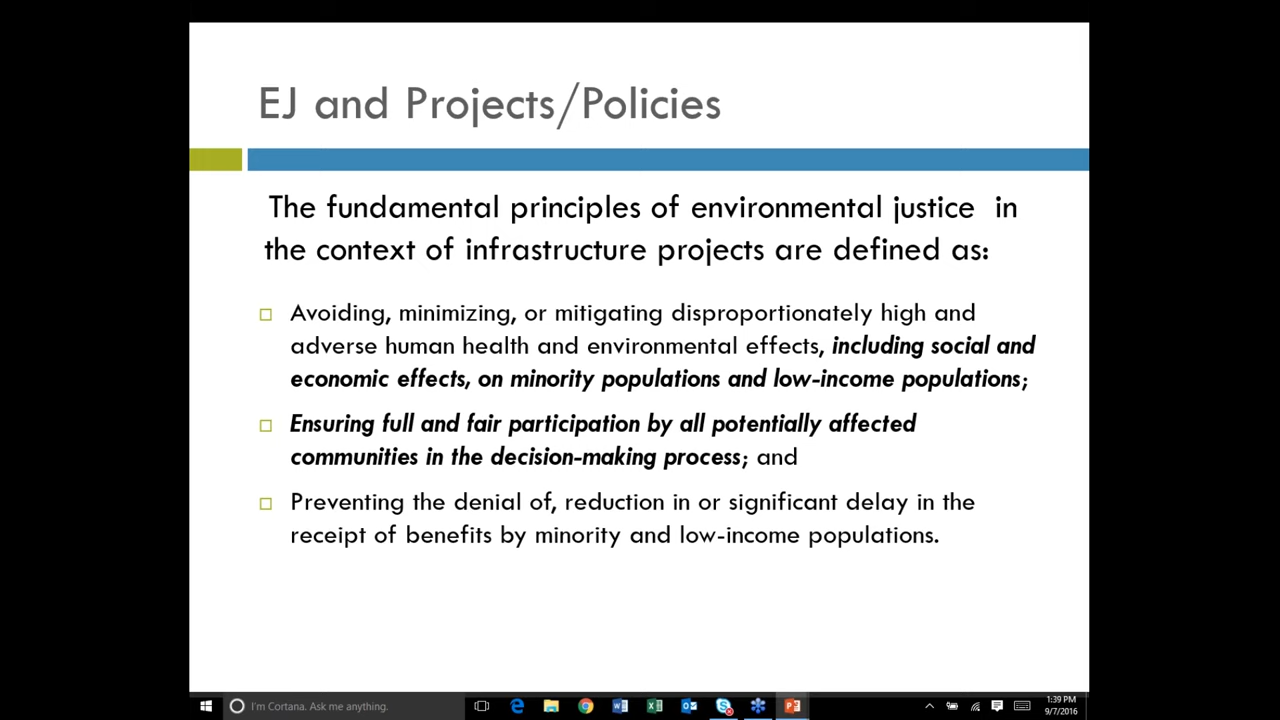 EJ and Projects/Policies
The fundamental principles of environmental justice in
the context of infrastructure projects are defined as:
Avoiding, minimizing, or mitigating disproportionately high and
adverse human health and environmental effects, including social and
economic effects, on minority populations and low-income populations;
Ensuring full and fair participation by all potentially affected
communities in the decision-making process; and
Preventing the denial of, reduction in or significant delay in the
receipt of benefits by minority and low-income populations.
I'm Cortana. Ask me anything.
1:39 PM
9/7/2016